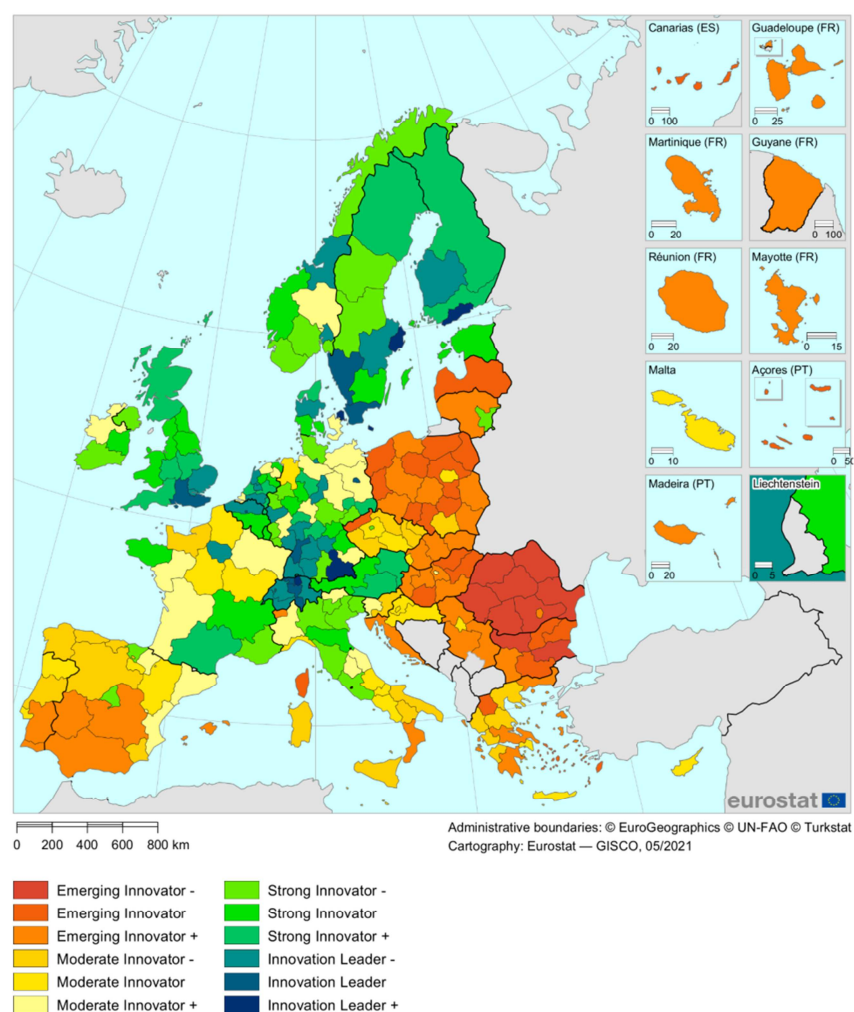 Canarias (ES)
0 100
Guadeloupe (FR)
0 25
Martinique (FR)
0 20
Guyane (FR)
0 100
Réunion (FR)
0 20
Mayotte (FR)
0 15
Malta
0 10
Açores (PT)
0 50
Madeira (PT)
0 20
Liechtenstein
0 5
eurostat
0 200 400 600 800 km
Administrative boundaries: © EuroGeographics © UN-FAO © Turkstat
Cartography: Eurostat — GISCO, 05/2021
Emerging Innovator -
Emerging Innovator
Emerging Innovator +
Moderate Innovator -
Moderate Innovator
Moderate Innovator +
Strong Innovator -
Strong Innovator
Strong Innovator +
Innovation Leader -
Innovation Leader
Innovation Leader +